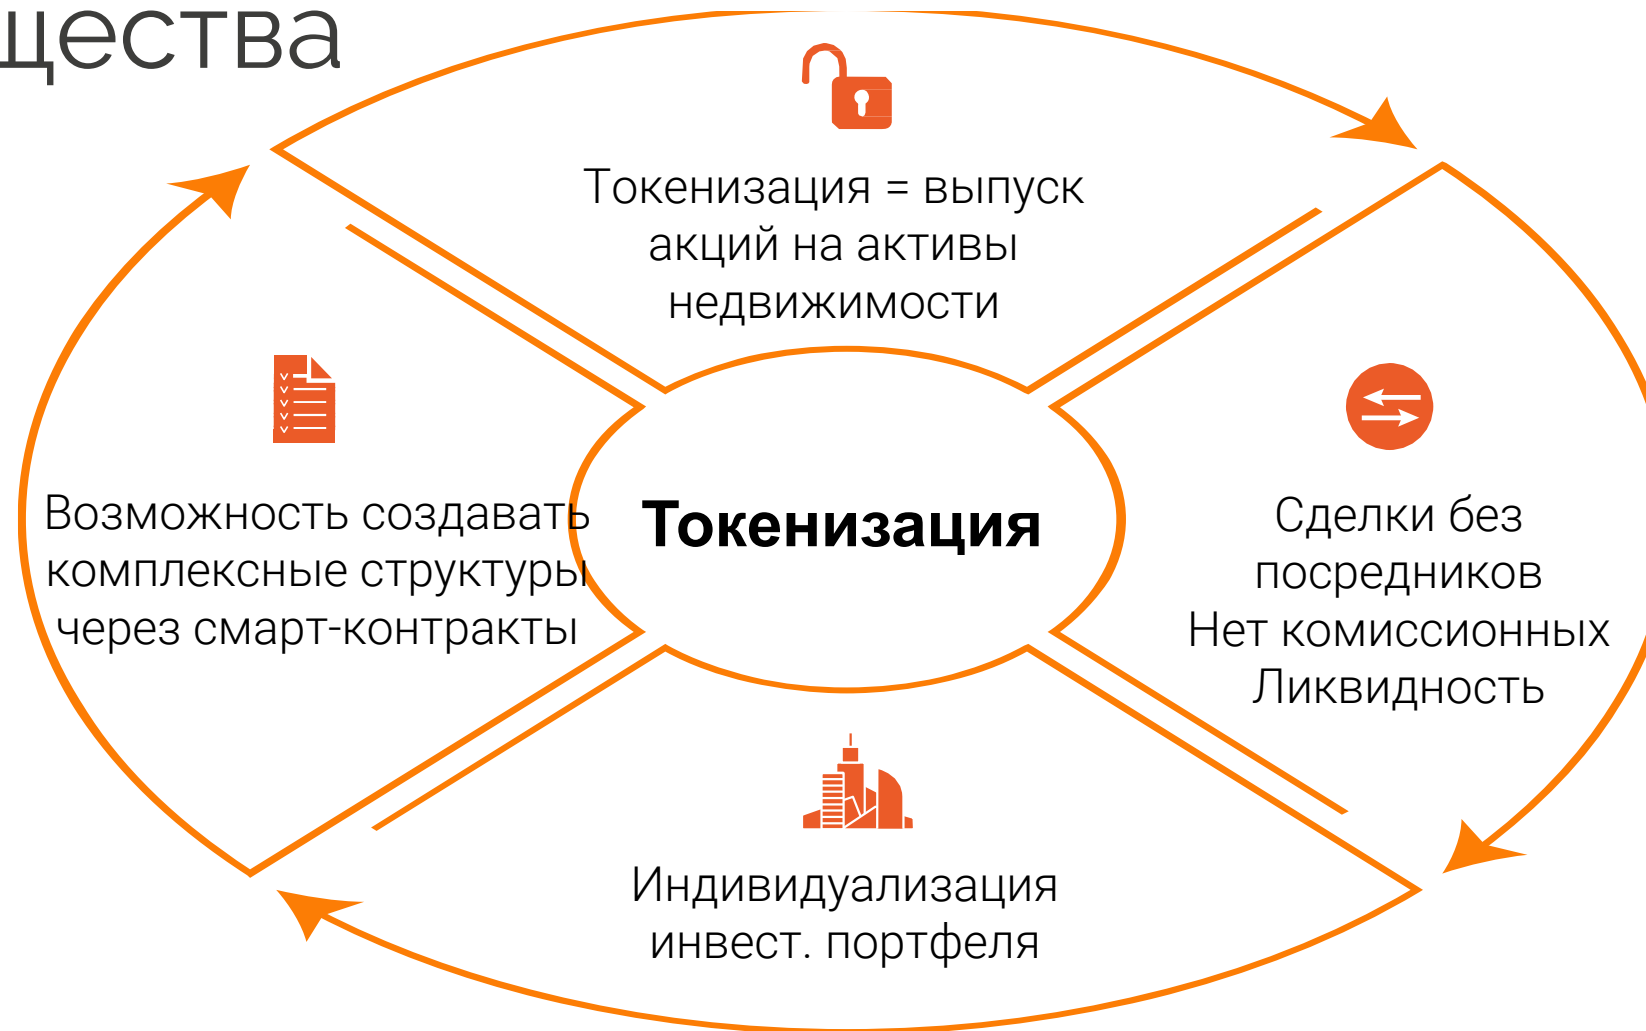 щества
Токенизация = выпуск
акций на активы
недвижимости
Возможность создавать
комплексные структуры
через смарт-контракты
Токенизация
Сделки без
посредников
Нет комиссионных
Ликвидность
Индивидуализация
инвест. портфеля